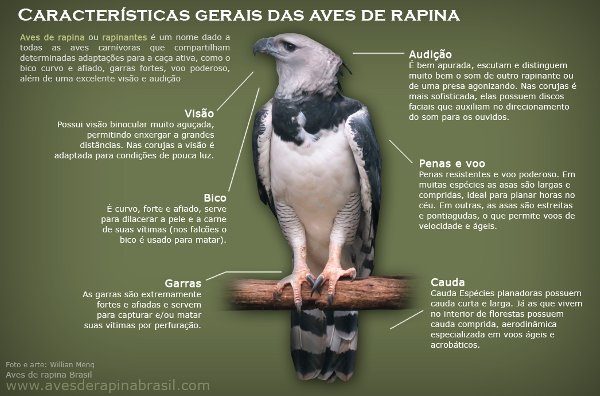 Características gerais das aves de rapina
Aves de rapina ou rapinantes é um nome dado a
todas as aves carnívoras que compartilham
determinadas adaptações para a caça ativa, como o
bico curvo e afiado, garras fortes, voo poderoso,
além de uma excelente visão e audição
Visão
Possui visão binocular muito aguçada,
permitindo enxergar a grandes
distâncias. Nas corujas a visão é
adaptada para condições de pouca luz.
Bico
É curvo, forte e afiado, serve
para dilacerar a pele e a carne
de suas vítimas (nos falcões o
bico é usado para matar).
Garras
As garras são extremamente
fortes e afiadas e servem
para capturar e/ou matar
suas vítimas por perfuração.
Audição
É bem apurada, escutam e distinguem
muito bem o som de outro rapinante ou
de uma presa agonizando. Nas corujas é
mais sofisticada, elas possuem discos
faciais que auxiliam no direcionamento
do som para os ouvidos.
Penas e voo
Penas resistentes e voo poderoso. Em
muitas espécies as asas são largas e
compridas, ideal para planar horas no
céu. Em outras, as asas são estreitas
e pontiagudas, o que permite voos de
velocidade e ágeis.
Cauda
Cauda Espécies planadoras possuem
cauda curta e larga. Já as que vivem
no interior de florestas possuem
cauda comprida, aerodinâmica
especializada em voos ágeis e
acrobáticos.
Foto e arte: Willian Menq
Aves de rapina Brasil
www.avesderapinabrasil.com